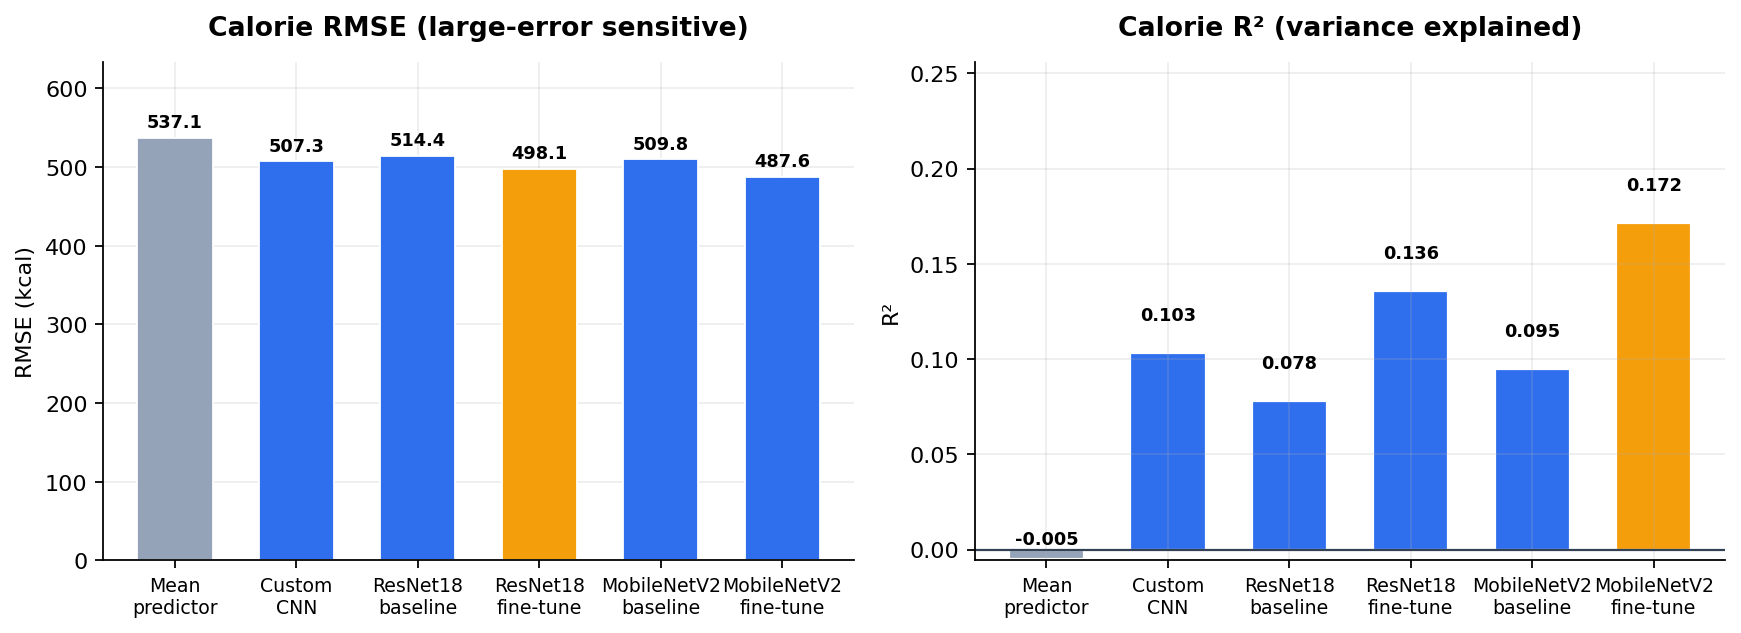 Calorie RMSE (large-error sensitive)
RMSE (kcal)
600
500
400
300
200
100
0
537.1
507.3
514.4
498.1
509.8
487.6
Mean
predictor
Custom
CNN
ResNet18
baseline
ResNet18
fine-tune
MobileNetV2
baseline
MobileNetV2
fine-tune
Calorie R² (variance explained)
R²
0.25
0.20
0.15
0.10
0.05
0.00
-0.005
0.103
0.078
0.136
0.095
0.172
Mean
predictor
Custom
CNN
ResNet18
baseline
ResNet18
fine-tune
MobileNetV2
baseline
MobileNetV2
fine-tune